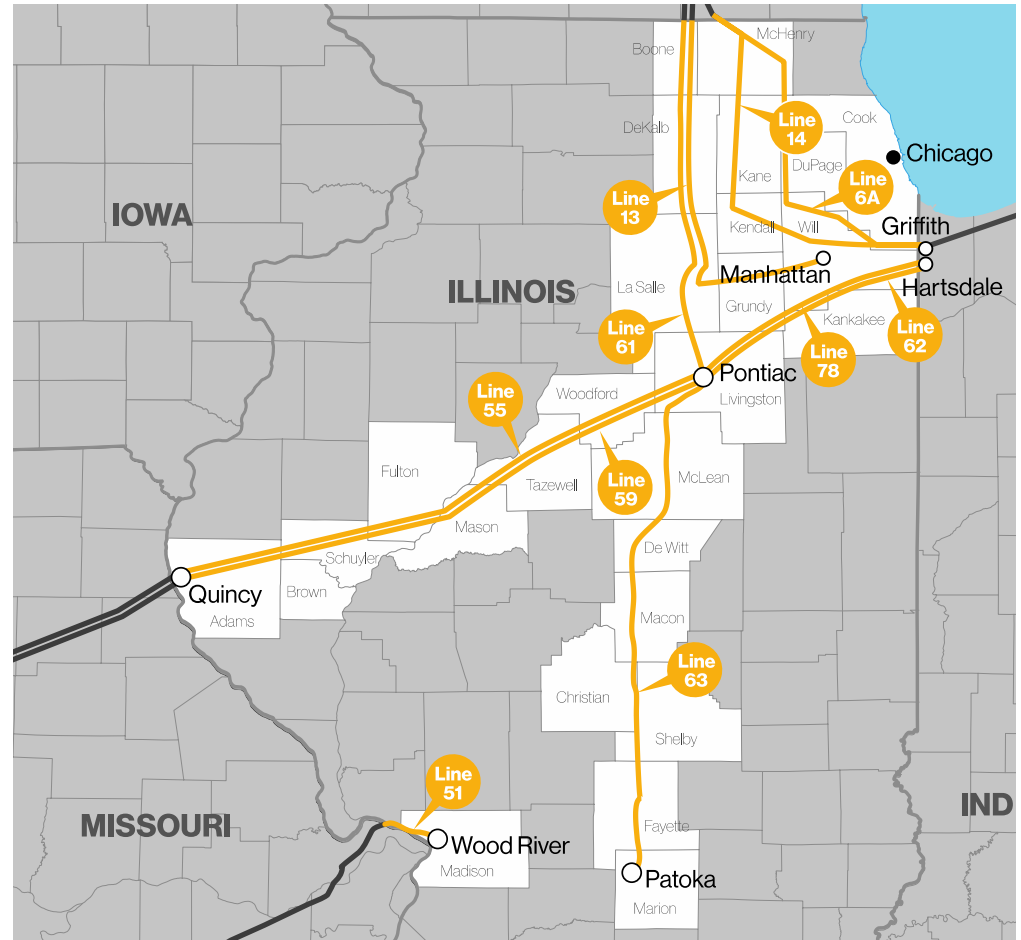 McHenry
Boone
Cook
Line
14
DeKalb
Chicago
DuPage
Kane
Line
6A
IOWA
Line
13
Griffith
Kendall
Will
Manhattan
Hartsdale
ILLINOIS
La Salle
Grundy
Kankakee
Line
61
Line
62
Line
78
Pontiac
Woodford
Livingston
Line
55
Fulton
McLean
Tazewell
Line
59
Mason
De Witt
Schuyler
Quincy
Brown
Adams
Macon
Line
63
Christian
Shelby
Line
51
IND
MISSOURI
Fayette
Wood River
Madison
Patoka
Marion